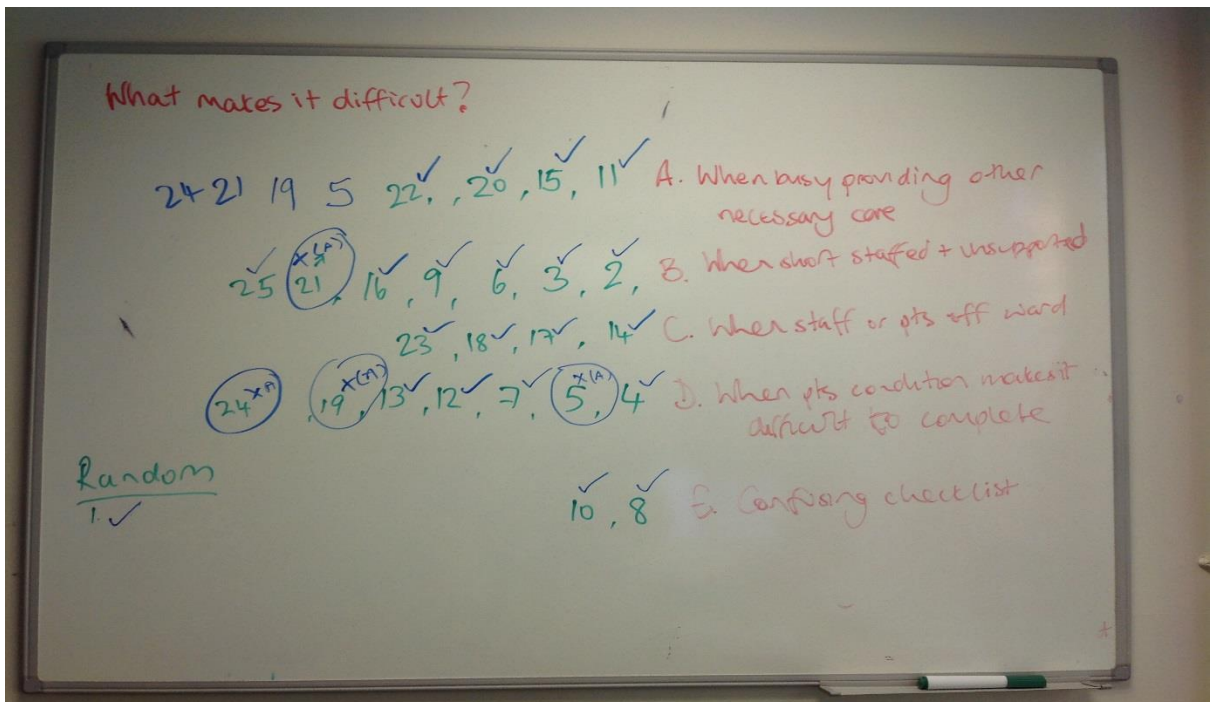 What makes it difficult?
24 21 19 5 22✓, , 20✓, 15✓, 11✓ A. When busy providing other
necessary care
25✓ 21 x(A), 16✓, 9✓, 6✓, 3✓, 2✓, B. When short staffed + unsupported
23✓, 18✓, 17✓, 14✓ C. When staff or pts off ward
24 x(A) , 19 x(A), 13✓, 12✓, 7✓, 5 x(A), 4✓ D. When pts condition makes it
difficult to complete
Random
1. ✓
10✓, 8✓ E. Confusing checklist